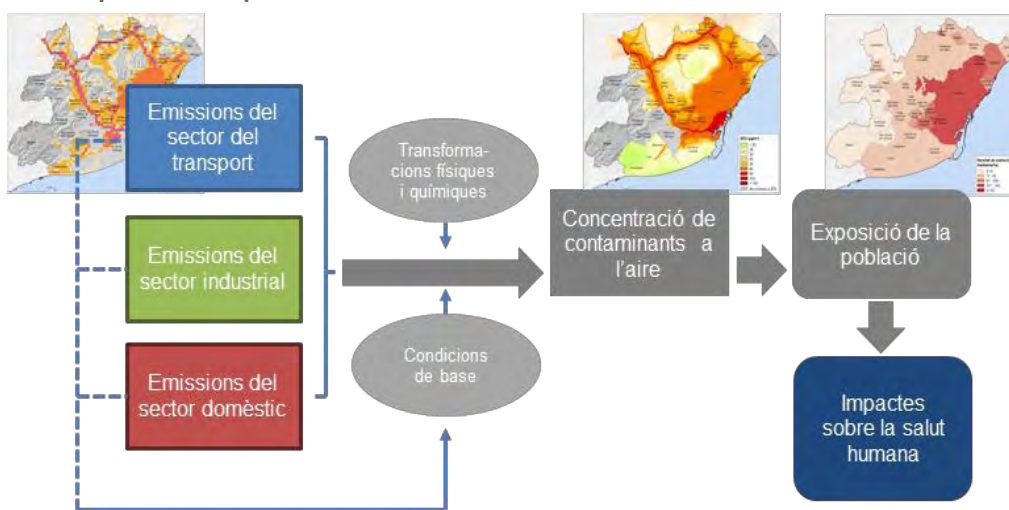 Emissions del
sector del
transport
Emissions del
sector industrial
Emissions del
sector domèstic
Transforma-
cions físiques
i químiques
Condicions
de base
Concentració de
contaminants a
l'aire
Exposició de la
població
Impactes
sobre la salut
humana